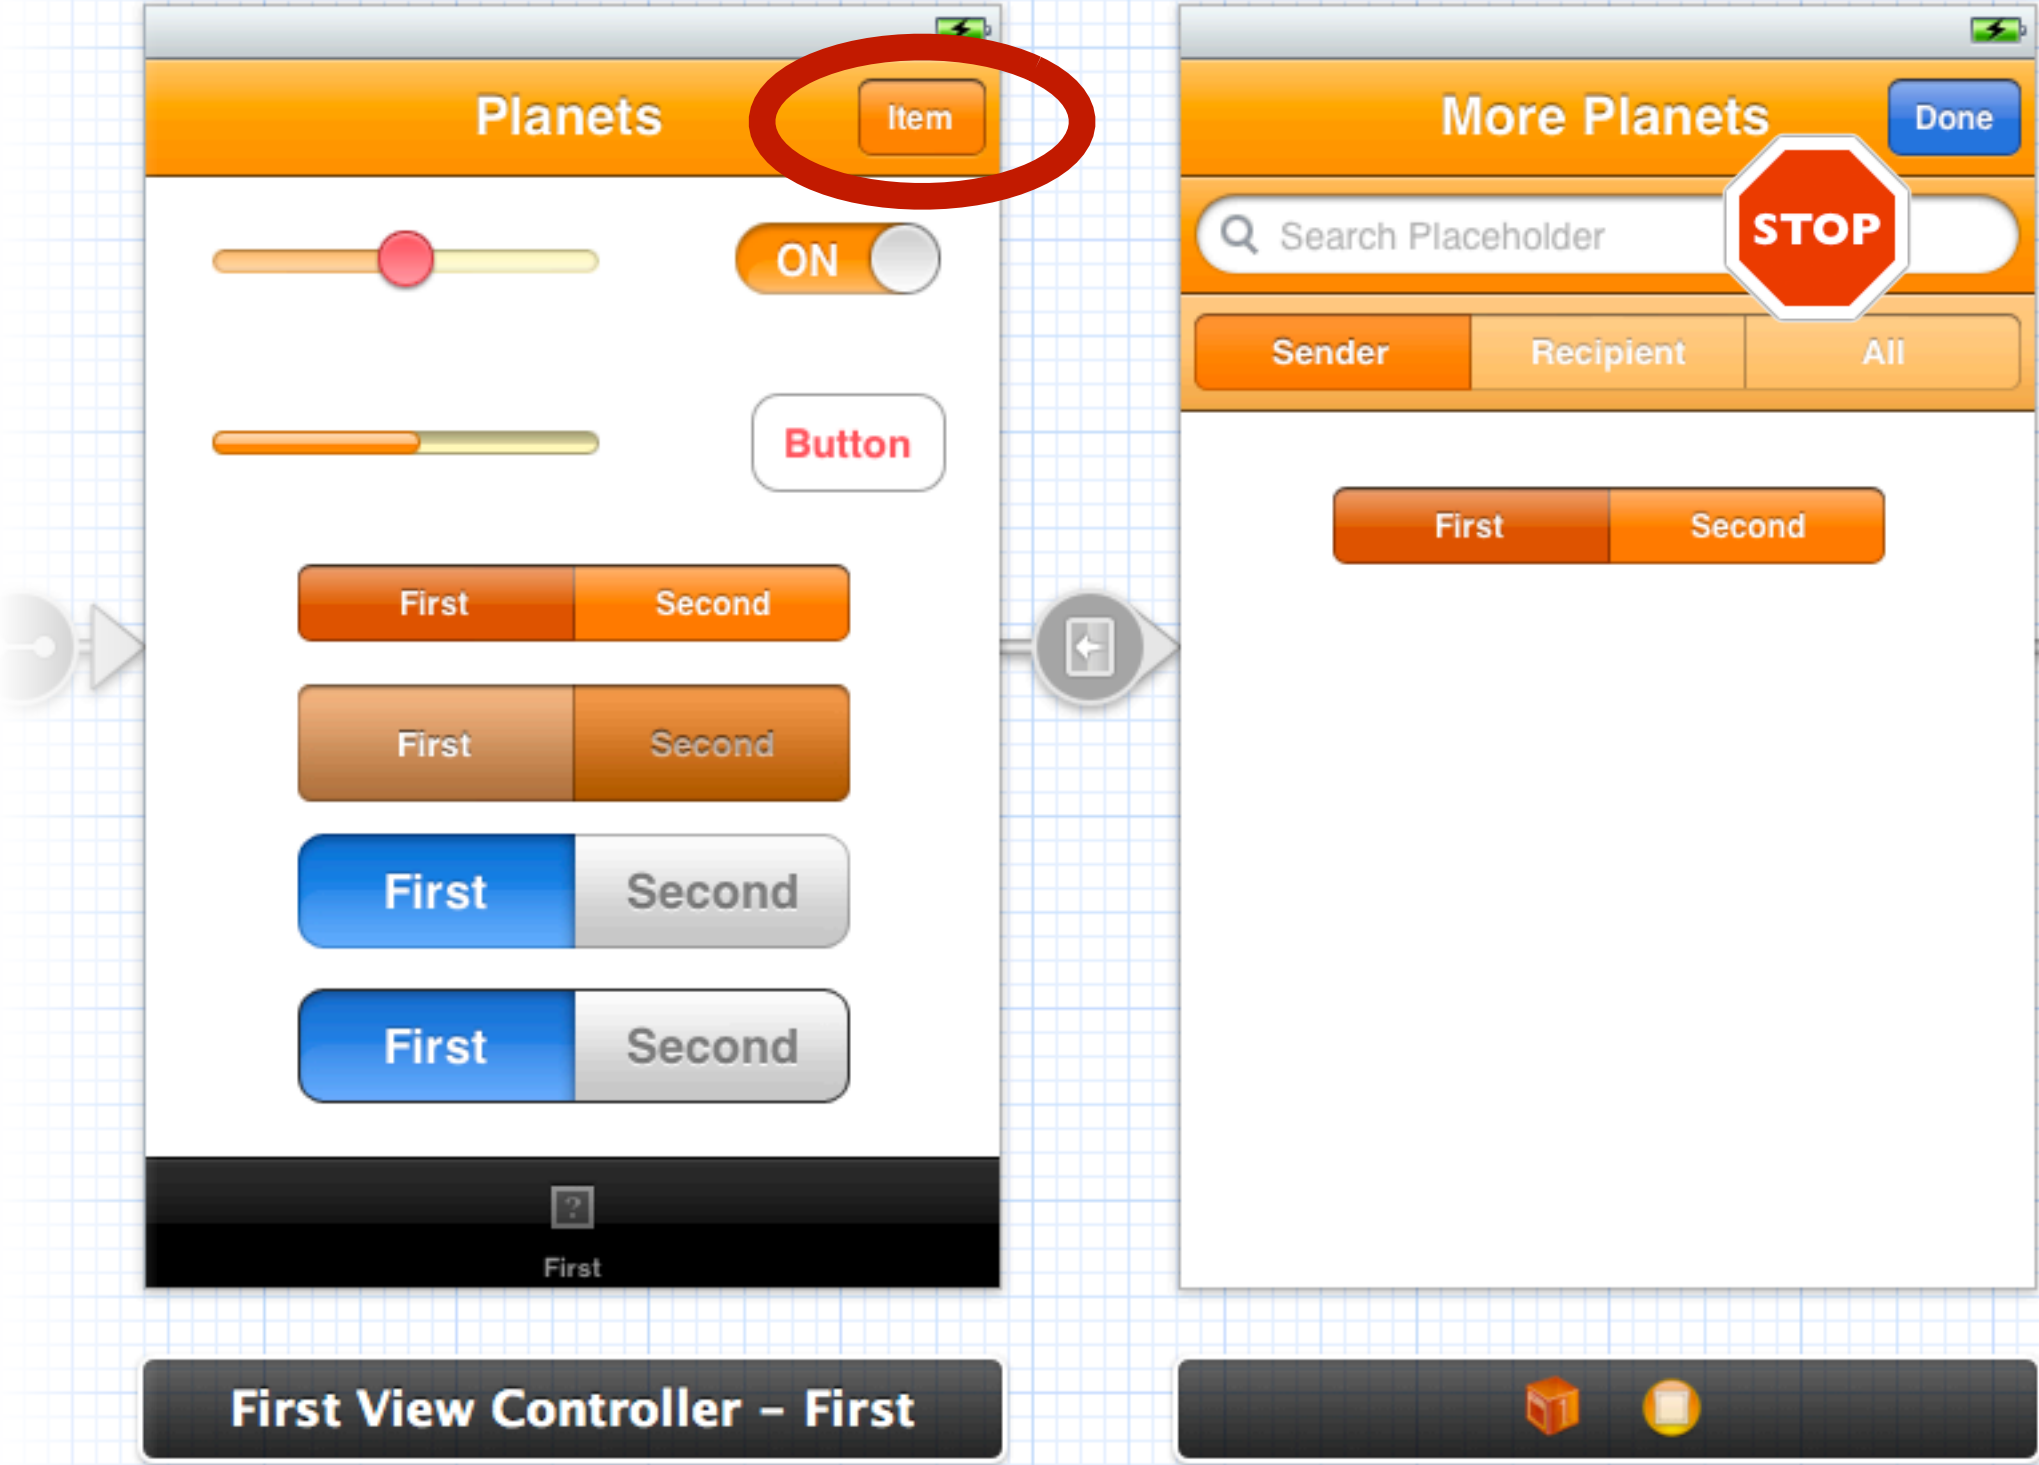 Planets
Item
ON
Button
First Second
First Second
First Second
First Second
?
First
First View Controller – First
More Planets
Done
STOP
Search Placeholder
Sender Recipient All
First Second